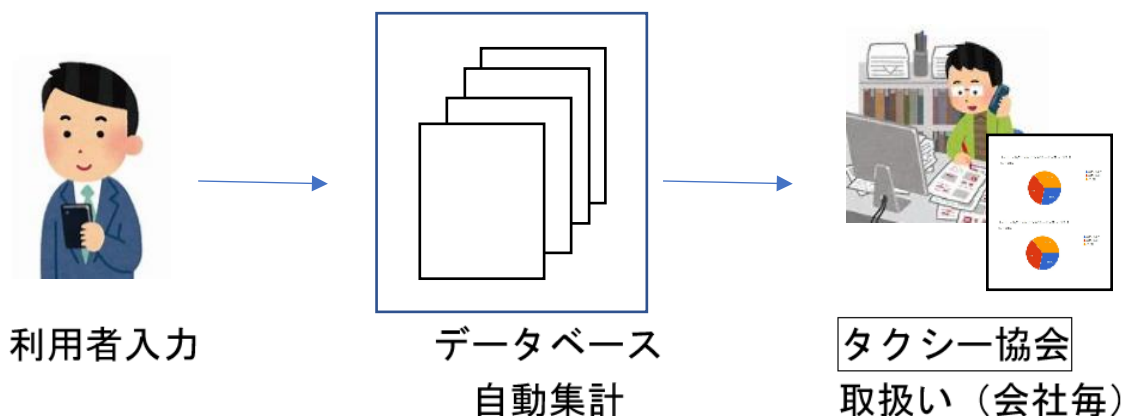 利用者入力
データベース
自動集計
タクシー協会
取扱い（会社毎）